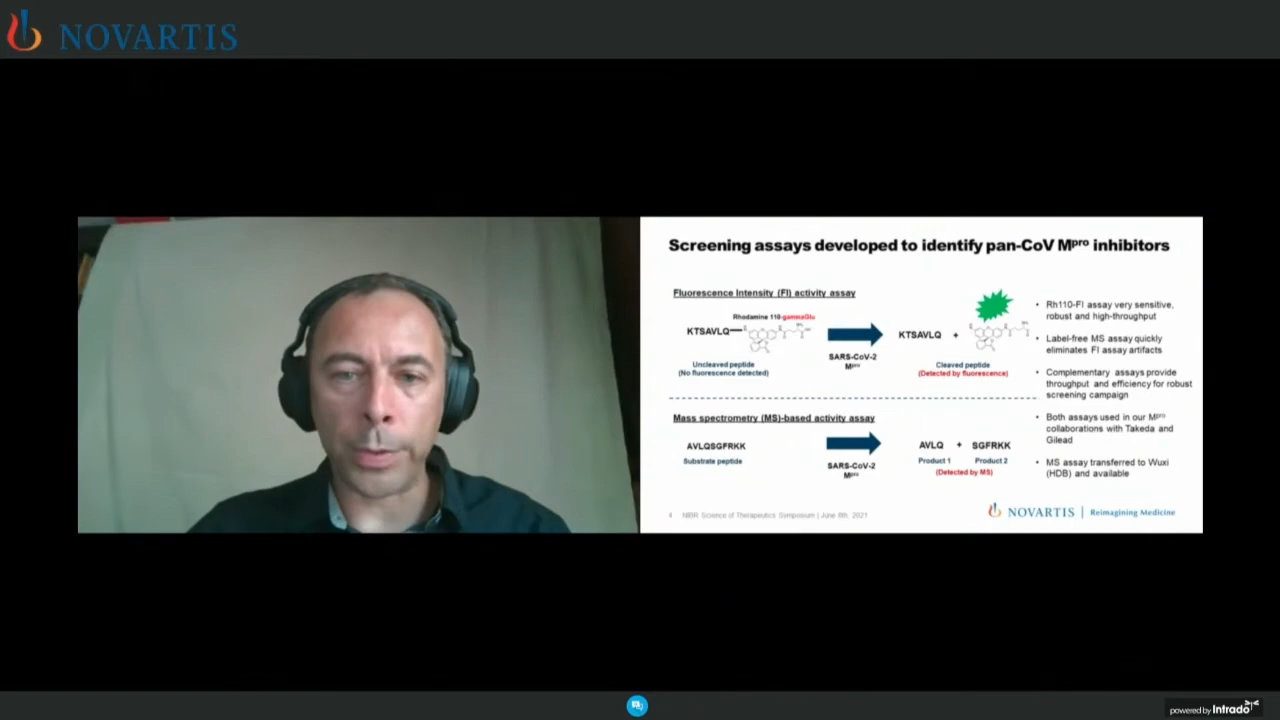 NOVARTIS
Screening assays developed to identify pan-CoV Mpro inhibitors
Fluorescence Intensity (FI) activity assay
Rhodamine 110-gammaGlu
KTSAVLQ
Uncleaved peptide
(No fluorescence detected)
SARS-CoV-2
Mpro
KTSAVLQ +
Cleaved peptide
(Detected by fluorescence)
Mass spectrometry (MS)-based activity assay
AVLQSGFRKK
Substrate peptide
SARS-CoV-2
Mpro
AVLQ + SGFRKK
Product 1 Product 2
(Detected by MS)
• Rh110-FI assay very sensitive,
robust and high-throughput
• Label-free MS assay quickly
eliminates FI assay artifacts
• Complementary assays provide
throughput and efficiency for robust
screening campaign
• Both assays used in our Mpro
collaborations with Takeda and
Gilead
• MS assay transferred to Wuxi
(HDB) and available
4 NIBR Science of Therapeutics Symposium | June 8th, 2021
NOVARTIS | Reimagining Medicine
powered by Intrado